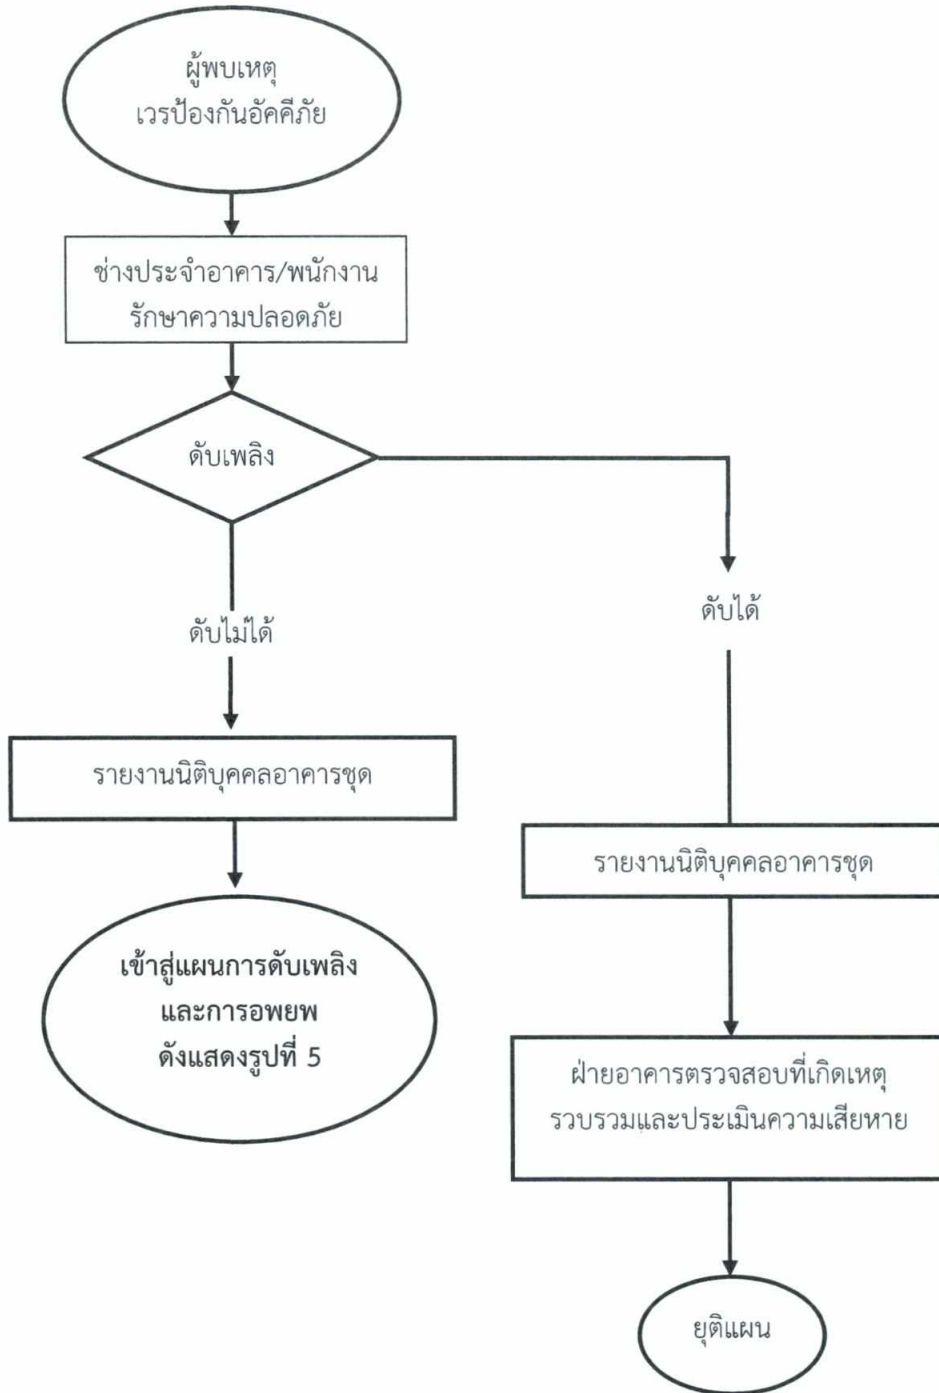 ผู้พบเหตุ
เวรป้องกันอัคคีภัย
ช่างประจำอาคาร/พนักงาน
รักษาความปลอดภัย
ดับเพลิง
ดับไม่ได้
ดับได้
รายงานนิติบุคคลอาคารชุด
รายงานนิติบุคคลอาคารชุด
เข้าสู่แผนการดับเพลิง
และการอพยพ
ดังแสดงรูปที่ 5
ฝ่ายอาคารตรวจสอบที่เกิดเหตุ
รวบรวมและประเมินความเสียหาย
ยุติแผน